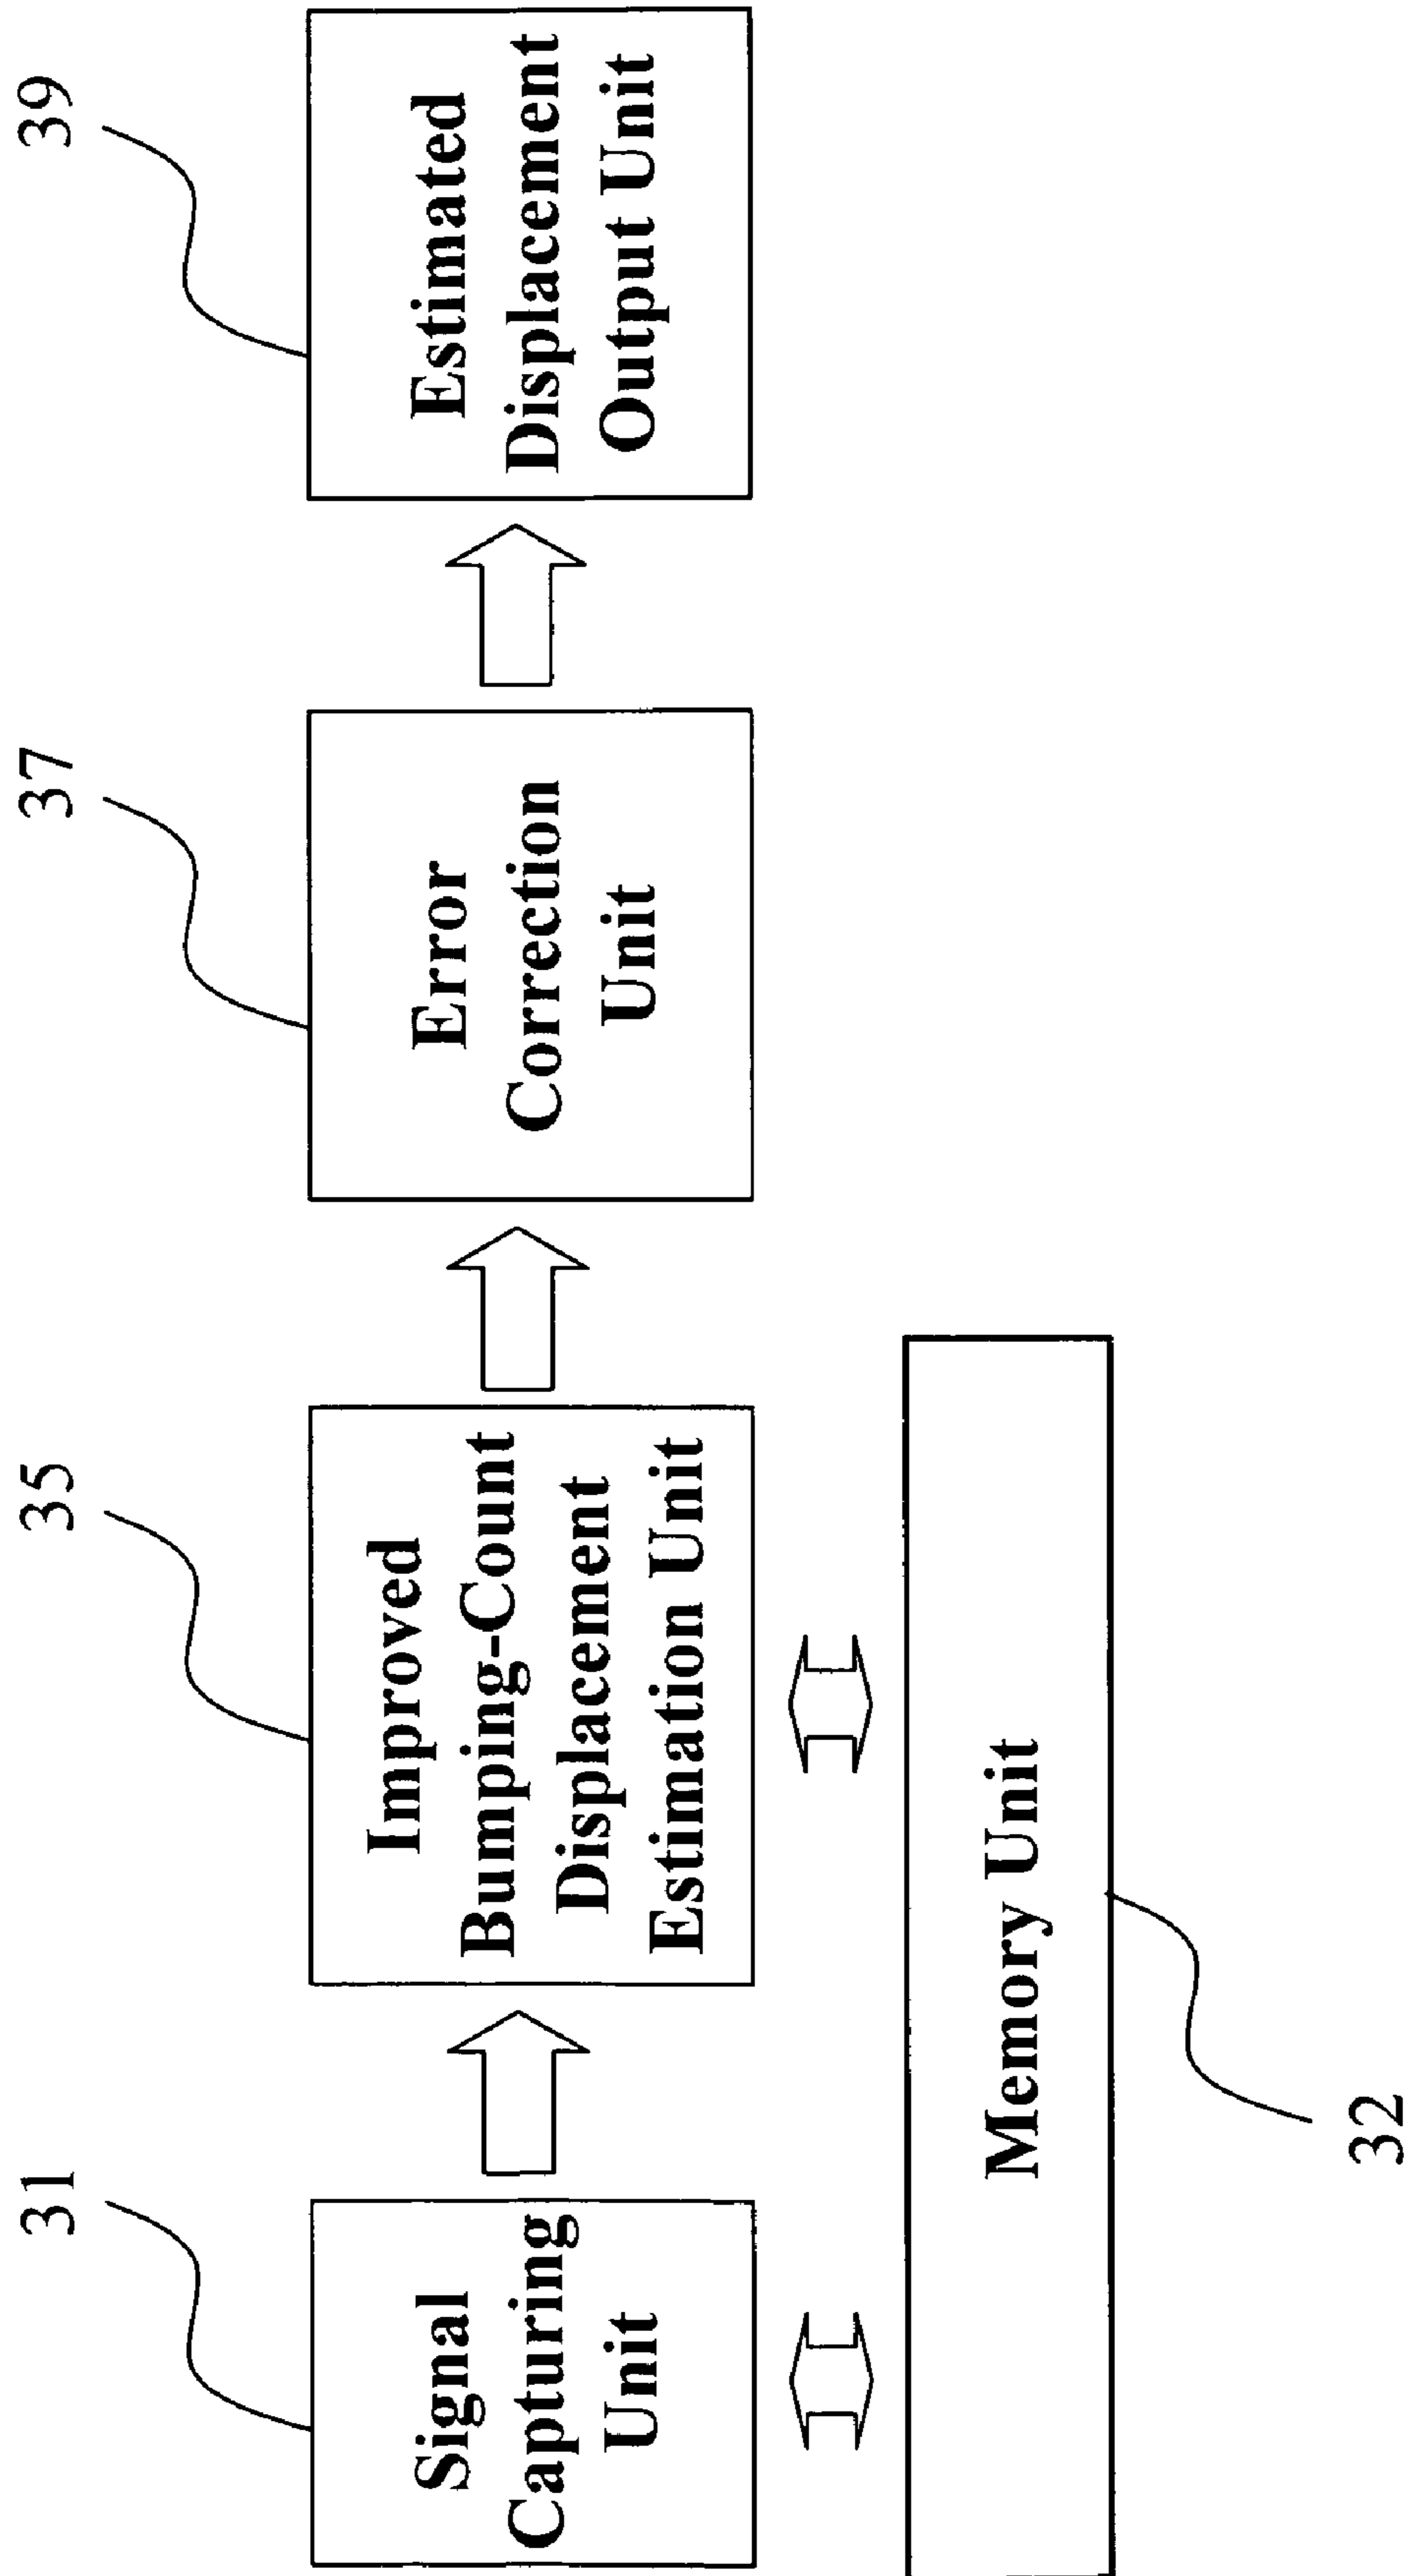 31
35
37
39
Signal
Capturing
Unit
Improved
Bumping-Count
Displacement
Estimation Unit
Error
Correction
Unit
Estimated
Displacement
Output Unit
Memory Unit
32